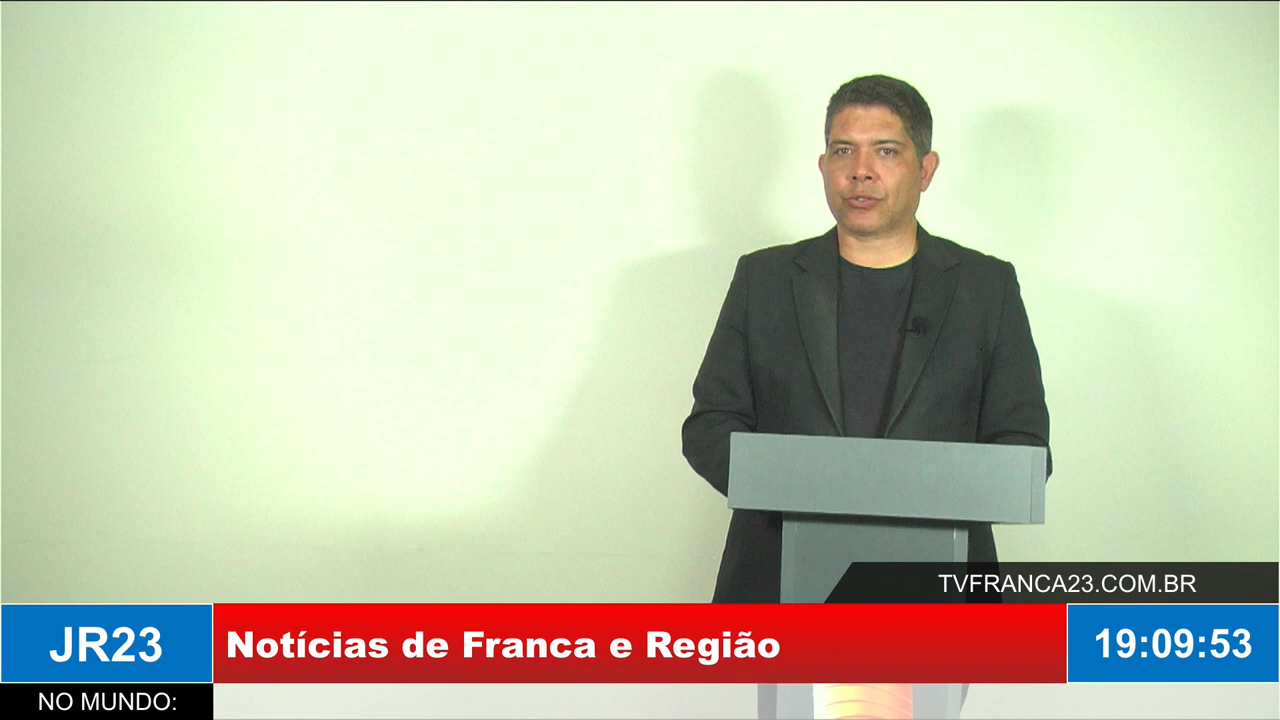 TVFRANCA23.COM.BR
JR23
Notícias de Franca e Região
19:09:53
NO MUNDO: